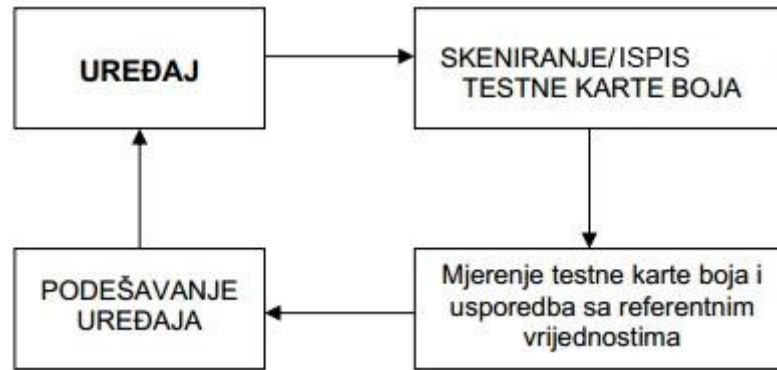 UREĐAJ
SKENIRANJE/ISPIS
TESTNE KARTE BOJA
PODEŠAVANJE
UREĐAJA
Mjerenje testne karte boja i
usporedba sa referentnim
vrijednostima